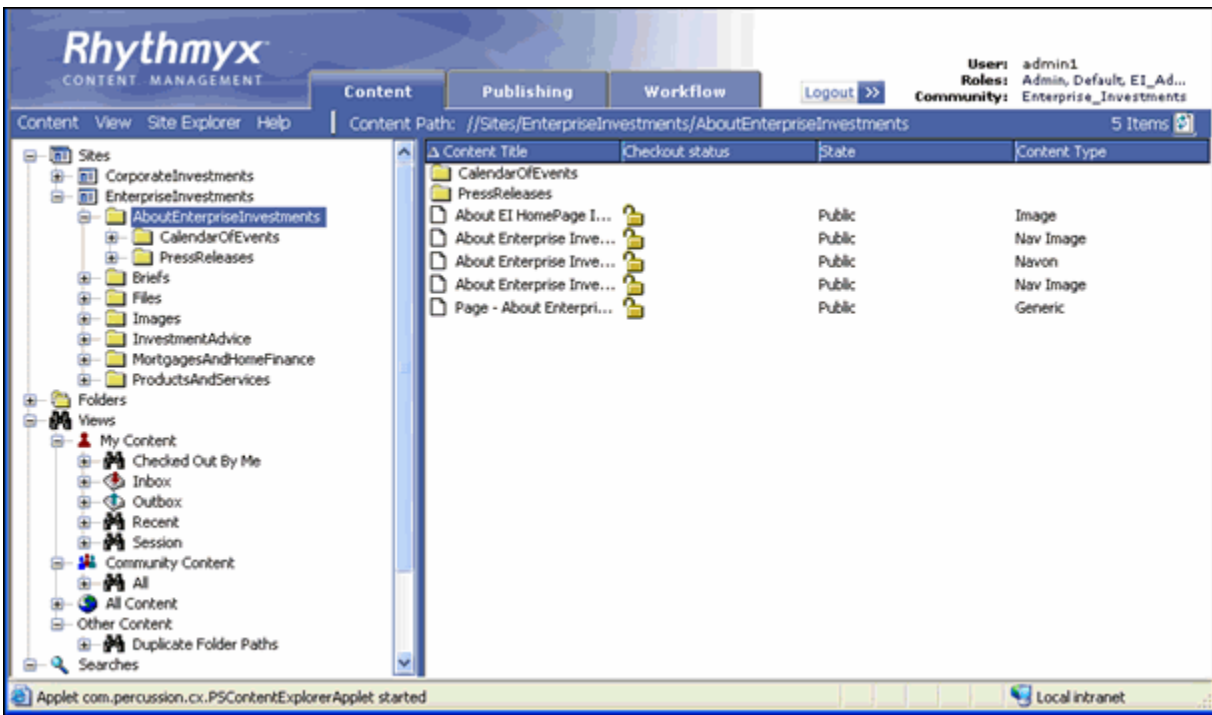 Rhythmyx
CONTENT MANAGEMENT
Content Publishing Workflow
Logout >>
User: admin1
Roles: Admin, Default, EI_Ad...
Community: Enterprise_Investments
Content View Site Explorer Help
Content Path: //Sites/EnterpriseInvestments/AboutEnterpriseInvestments
5 Items
Sites
CorporateInvestments
EnterpriseInvestments
AboutEnterpriseInvestments
CalendarOfEvents
PressReleases
Briefs
Files
Images
InvestmentAdvice
MortgagesAndHomeFinance
ProductsAndServices
Folders
Views
My Content
Checked Out By Me
Inbox
Outbox
Recent
Session
Community Content
All
All Content
Other Content
Duplicate Folder Paths
Searches
Content Title Checkout status State Content Type
CalendarOfEvents
PressReleases
About EI HomePage I... Public Image
About Enterprise Inve... Public Nav Image
About Enterprise Inve... Public Navon
About Enterprise Inve... Public Nav Image
Page - About Enterpri... Public Generic
Applet com.percussion.cx.PSContentExplorerApplet started
Local intranet